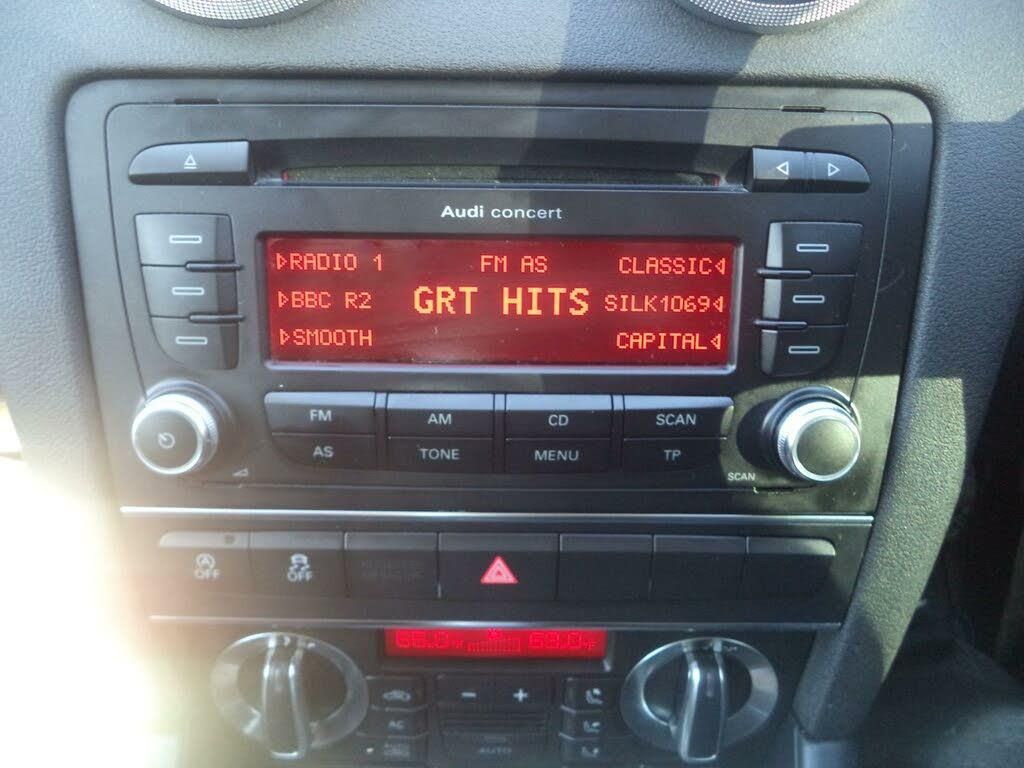 Audi concert
RADIO 1 FM AS CLASSIC
BBC R2 GRT HITS SILK1069
SMOOTH CAPITAL
FM AM CD SCAN
AS TONE MENU TP
SCAN
OFF OFF
AC
AUTO